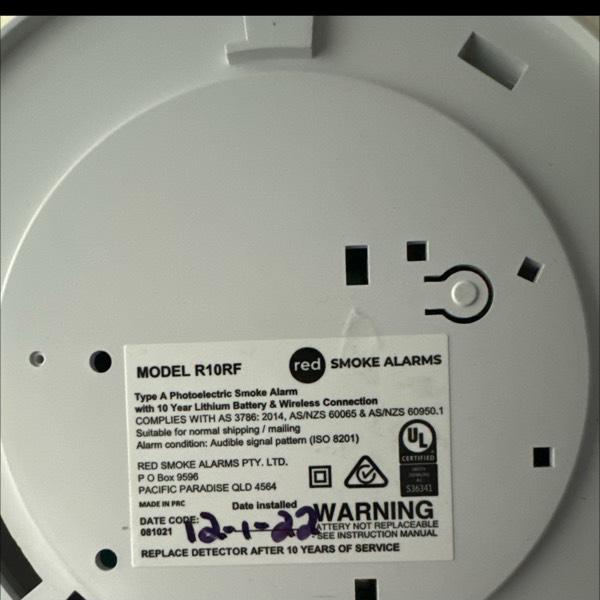 MODEL R10RF
red SMOKE ALARMS
Type A Photoelectric Smoke Alarm
with 10 Year Lithium Battery & Wireless Connection
COMPLIES WITH AS 3786: 2014, AS/NZS 60065 & AS/NZS 60950.1
Suitable for normal shipping / mailing
Alarm condition: Audible signal pattern (ISO 8201)
UL
CERTIFIED
S36341
RED SMOKE ALARMS PTY. LTD.
P O Box 9596
PACIFIC PARADISE QLD 4564
MADE IN PRC
Date installed
DATE CODE:
081021
12-1-22
WARNING
BATTERY NOT REPLACEABLE
- SEE INSTRUCTION MANUAL
REPLACE DETECTOR AFTER 10 YEARS OF SERVICE